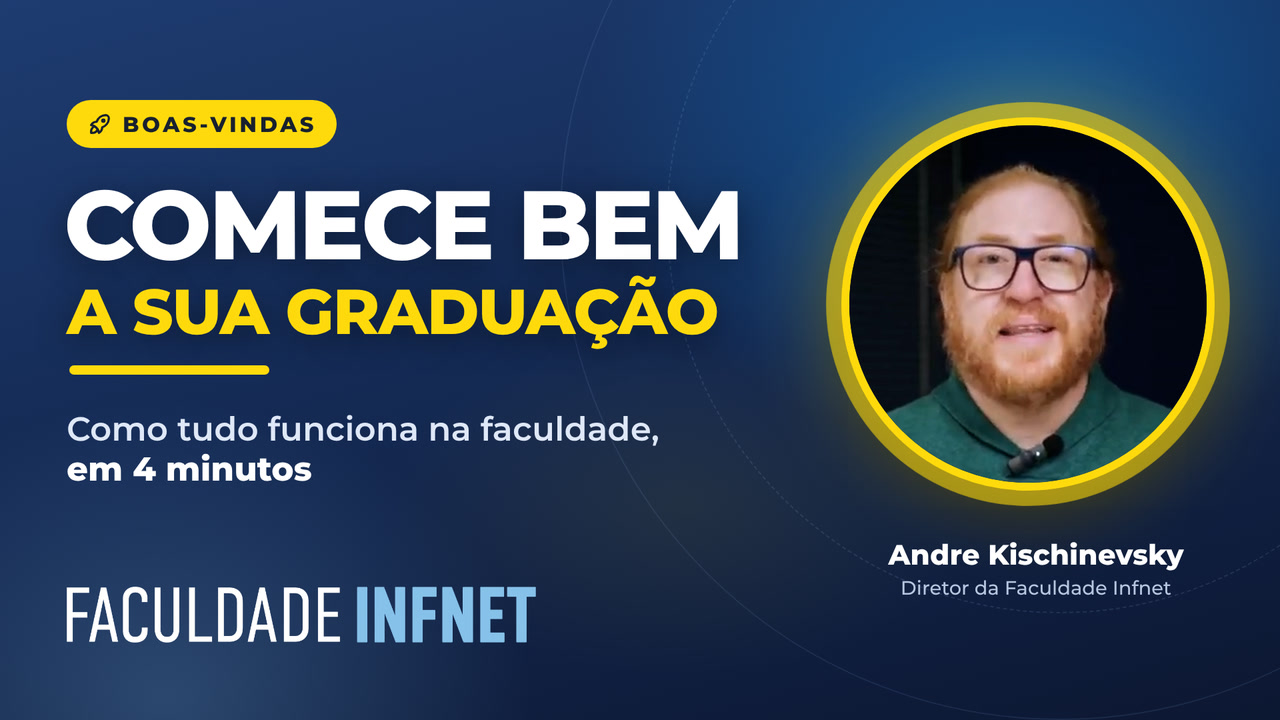 BOAS-VINDAS
COMECE BEM
A SUA GRADUAÇÃO
Como tudo funciona na faculdade,
em 4 minutos
FACULDADE INFNET
Andre Kischinevsky
Diretor da Faculdade Infnet